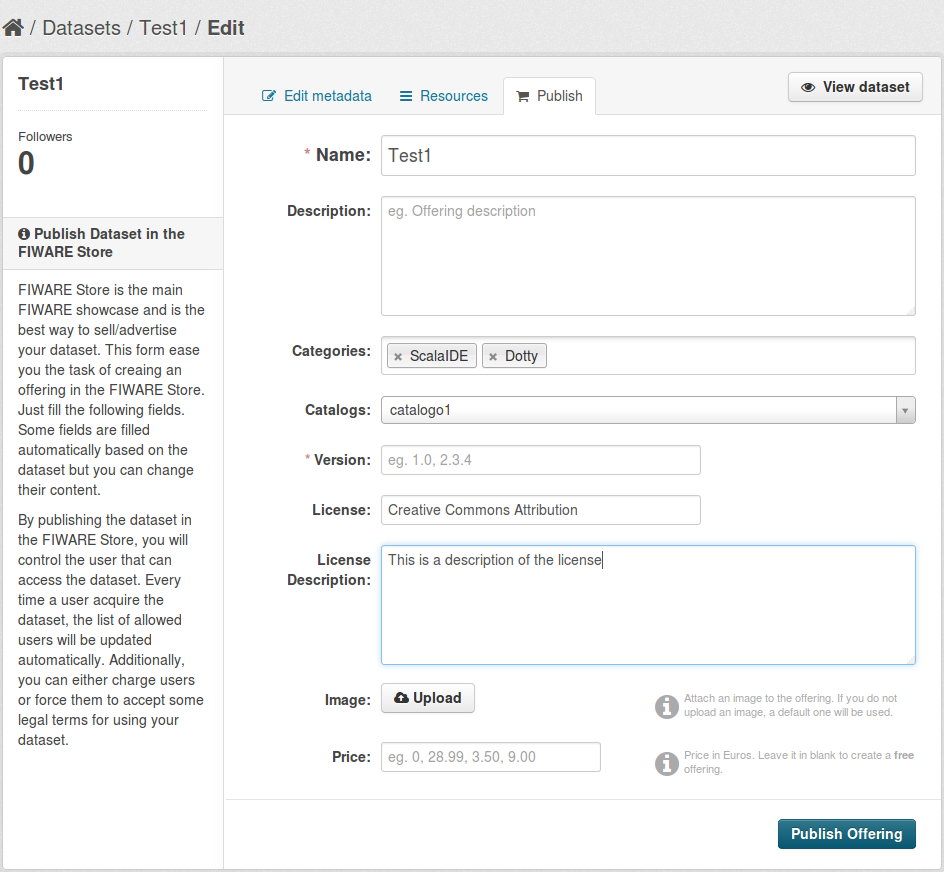 / Datasets / Test1 / Edit
Test1
Followers
0
Publish Dataset in the
FIWARE Store
FIWARE Store is the main
FIWARE showcase and is the
best way to sell/advertise
your dataset. This form ease
you the task of creaing an
offering in the FIWARE Store.
Just fill the following fields.
Some fields are filled
automatically based on the
dataset but you can change
their content.
By publishing the dataset in
the FIWARE Store, you will
control the user that can
access the dataset. Every
time a user acquire the
dataset, the list of allowed
users will be updated
automatically. Additionally,
you can either charge users
or force them to accept some
legal terms for using your
dataset.
Edit metadata Resources Publish View dataset
* Name: Test1
Description: eg. Offering description
Categories: × ScalaIDE × Dotty
Catalogs: catalogo1
* Version: eg. 1.0, 2.3.4
License: Creative Commons Attribution
License This is a description of the license
Description:
Image: Upload
Attach an image to the offering. If you do not
upload an image, a default one will be used.
Price: eg. 0, 28.99, 3.50, 9.00
Price in Euros. Leave it in blank to create a free
offering.
Publish Offering